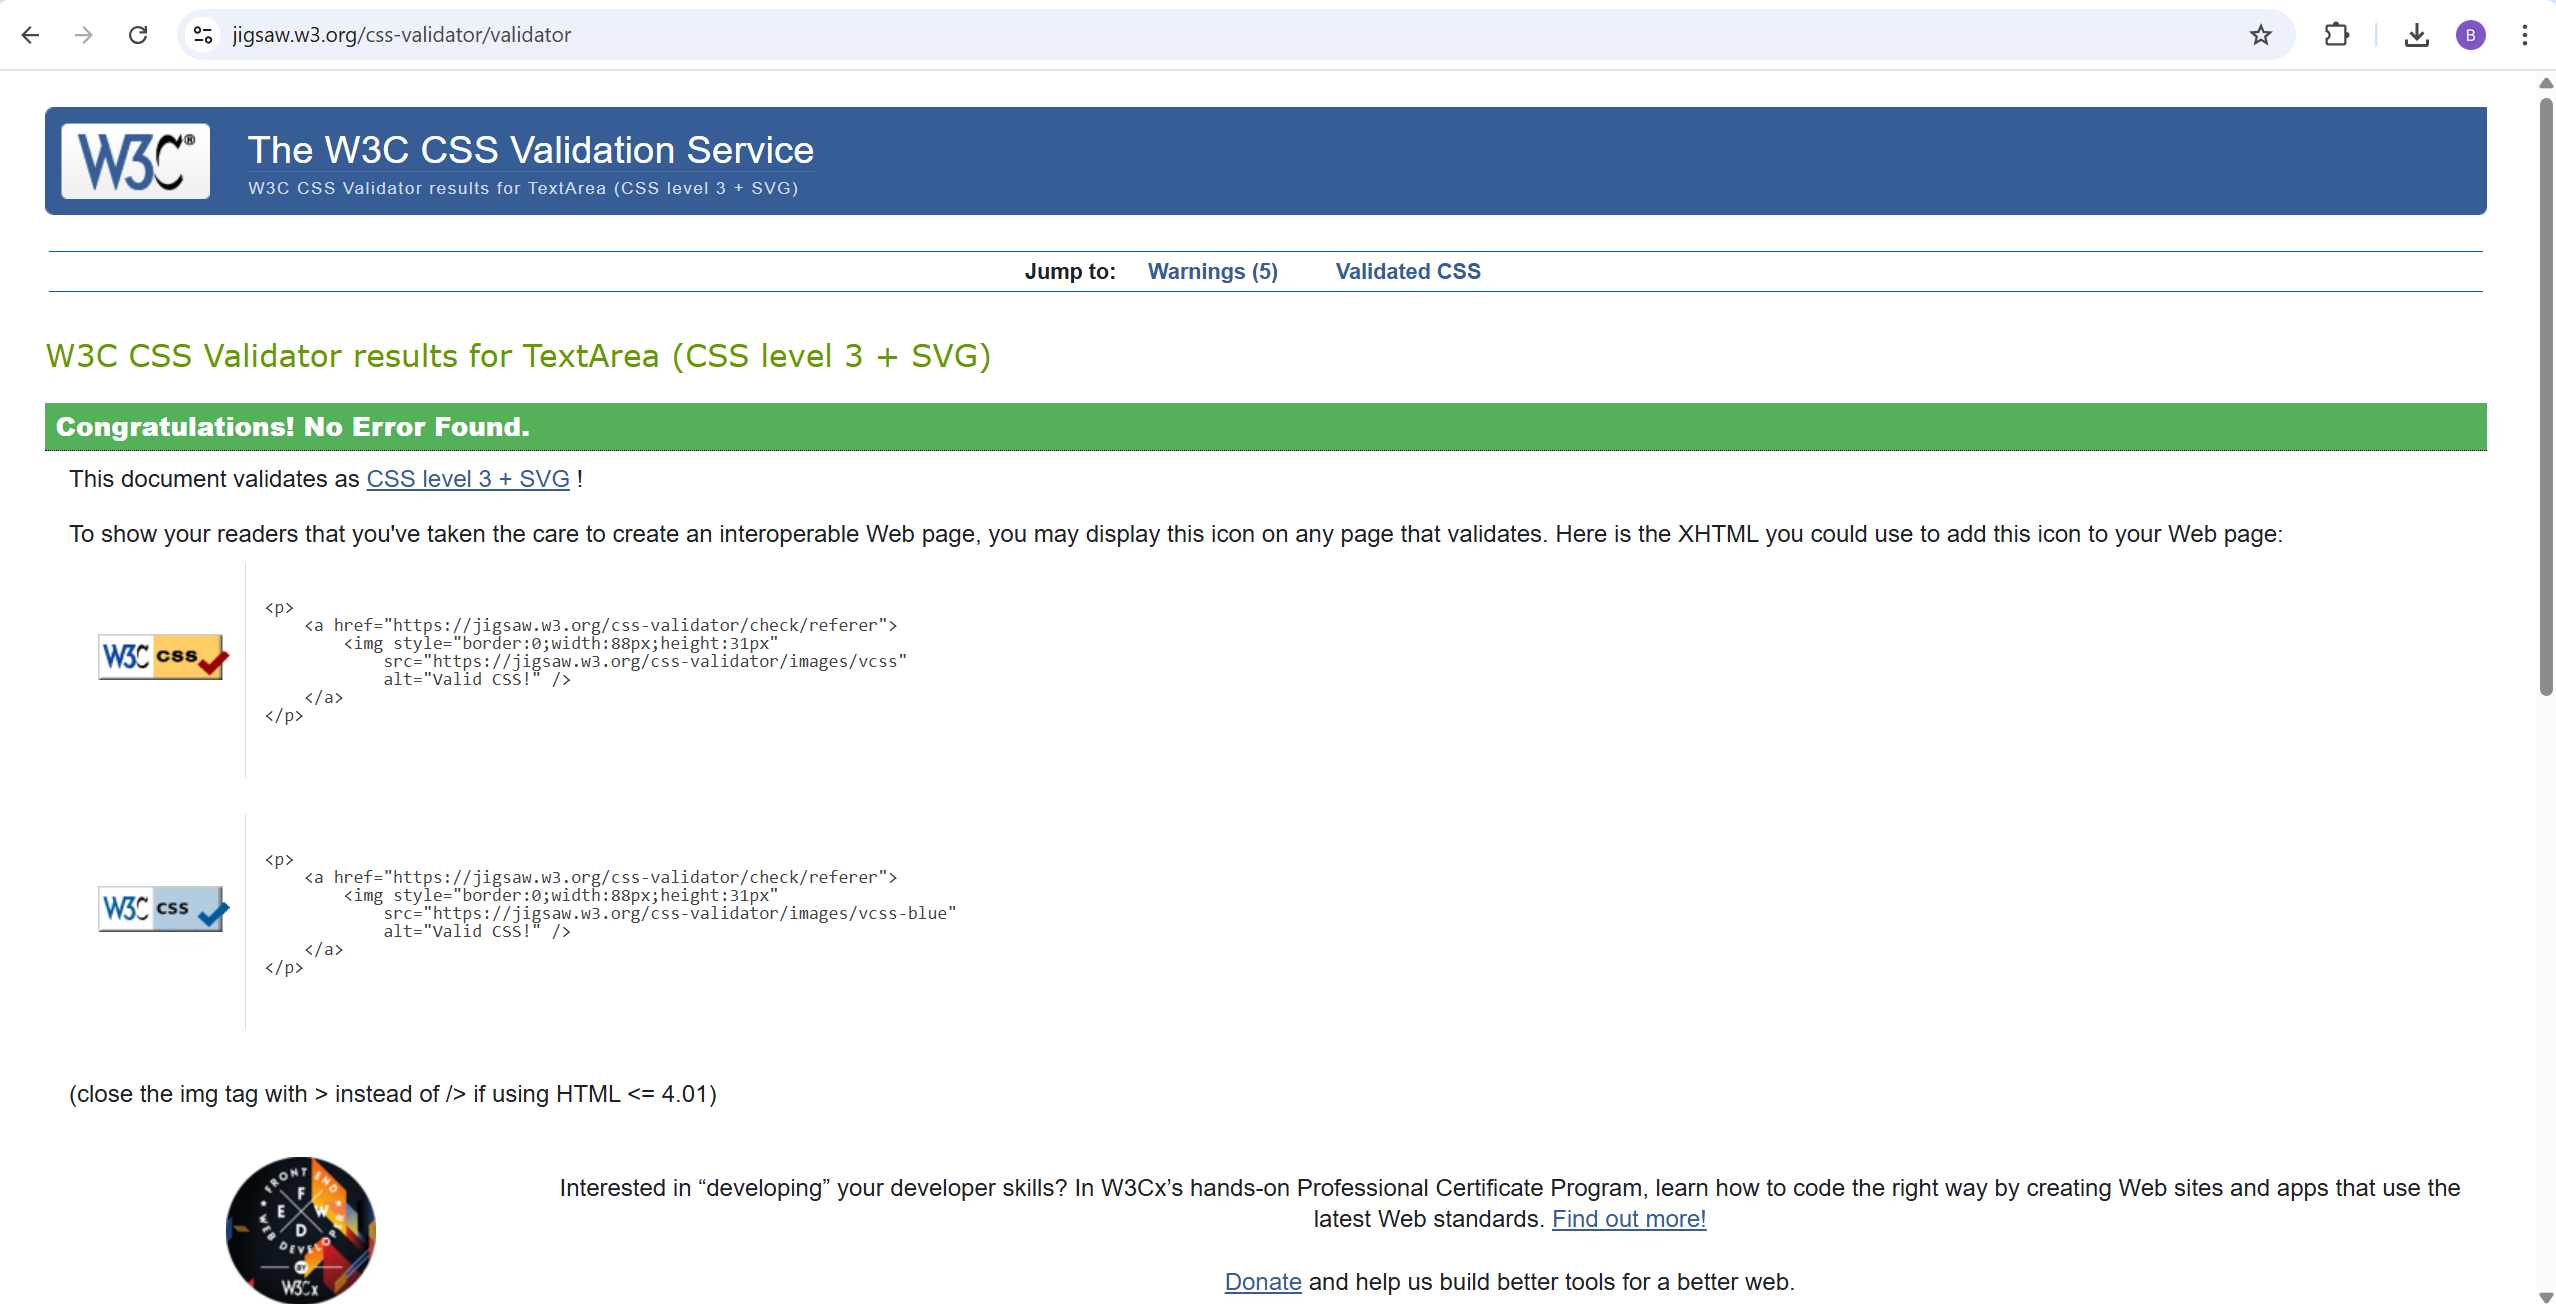 jigsaw.w3.org/css-validator/validator
B
W3C®
The W3C CSS Validation Service
W3C CSS Validator results for TextArea (CSS level 3 + SVG)
Jump to: Warnings (5) Validated CSS
W3C CSS Validator results for TextArea (CSS level 3 + SVG)
Congratulations! No Error Found.
This document validates as CSS level 3 + SVG !
To show your readers that you've taken the care to create an interoperable Web page, you may display this icon on any page that validates. Here is the XHTML you could use to add this icon to your Web page:
W3C css
<p>
<a href="https://jigsaw.w3.org/css-validator/check/referer">
<img style="border:0;width:88px;height:31px"
src="https://jigsaw.w3.org/css-validator/images/vcss"
alt="Valid CSS!" />
</a>
</p>
W3C css
<p>
<a href="https://jigsaw.w3.org/css-validator/check/referer">
<img style="border:0;width:88px;height:31px"
src="https://jigsaw.w3.org/css-validator/images/vcss-blue"
alt="Valid CSS!" />
</a>
</p>
(close the img tag with > instead of /> if using HTML <= 4.01)
FRONT END
F E W D
WEB DEVELOPER
BY
W3Cx
Interested in “developing” your developer skills? In W3Cx’s hands-on Professional Certificate Program, learn how to code the right way by creating Web sites and apps that use the
latest Web standards. Find out more!
Donate and help us build better tools for a better web.